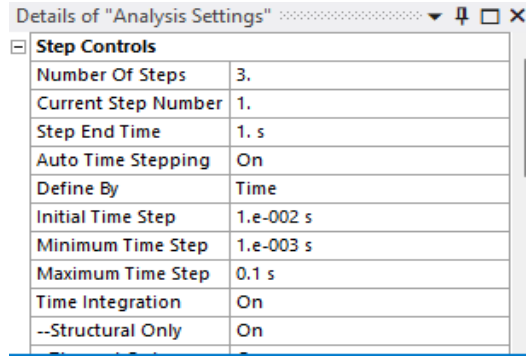 Details of "Analysis Settings"
Step Controls
Number Of Steps 3.
Current Step Number 1.
Step End Time 1. s
Auto Time Stepping On
Define By Time
Initial Time Step 1.e-002 s
Minimum Time Step 1.e-003 s
Maximum Time Step 0.1 s
Time Integration On
--Structural Only On